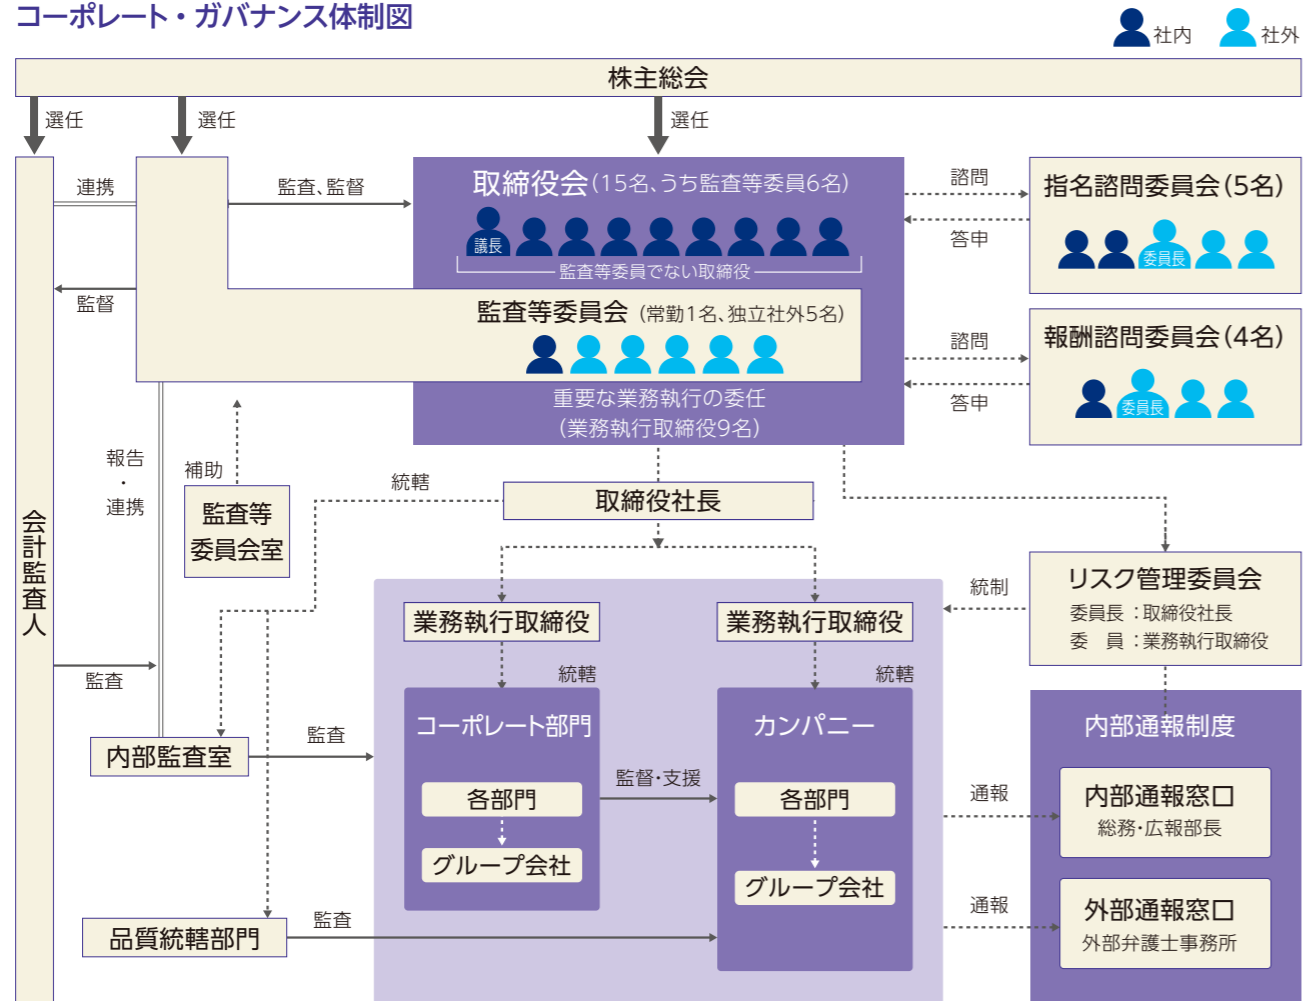 コーポレート・ガバナンス体制図
社内
社外
株主総会
選任
選任
選任
連携
監査、監督
取締役会(15名、うち監査等委員6名)
議長
監査等委員でない取締役
諮問
答申
指名諮問委員会(5名)
委員長
監督
監査等委員会 (常勤1名、独立社外5名)
諮問
答申
報酬諮問委員会(4名)
委員長
重要な業務執行の委任
(業務執行取締役9名)
報告
・
連携
補助
監査等
委員会室
統轄
取締役社長
会計監査人
リスク管理委員会
委員長:取締役社長
委 員:業務執行取締役
統制
業務執行取締役
業務執行取締役
監査
統轄
統轄
コーポレート部門
カンパニー
内部通報制度
内部監査室
監査
各部門
監督・支援
各部門
通報
内部通報窓口
総務・広報部長
グループ会社
グループ会社
品質統轄部門
監査
通報
外部通報窓口
外部弁護士事務所